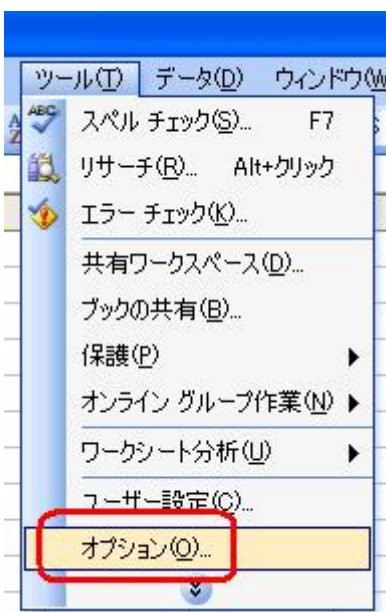 ツール(T) データ(D) ウィンドウ(W
スペル チェック(S)... F7
リサーチ(R)... Alt+クリック
エラー チェック(K)...
共有ワークスペース(D)...
ブックの共有(B)...
保護(P)
オンライン グループ作業(N)
ワークシート分析(U)
ユーザー設定(C)...
オプション(O)...